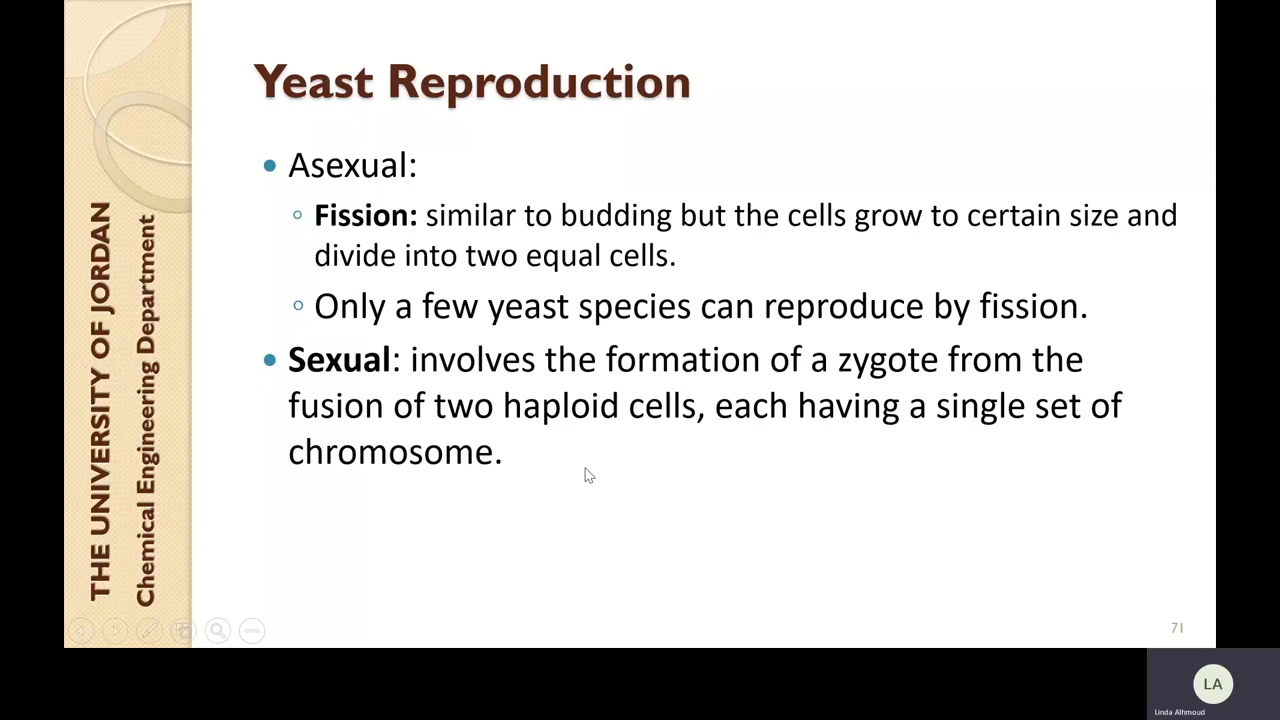 THE UNIVERSITY OF JORDAN
Chemical Engineering Department
Yeast Reproduction
• Asexual:
◦ Fission: similar to budding but the cells grow to certain size and
divide into two equal cells.
◦ Only a few yeast species can reproduce by fission.
• Sexual: involves the formation of a zygote from the
fusion of two haploid cells, each having a single set of
chromosome.
71
LA
Linda Alhmoud